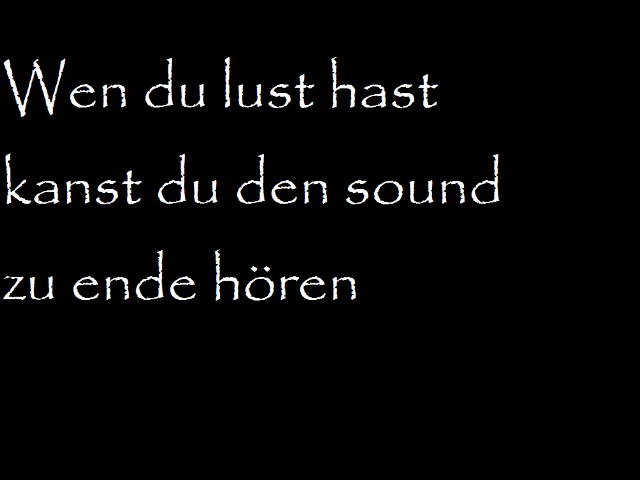 Wen du lust hast
kanst du den sound
zu ende hören